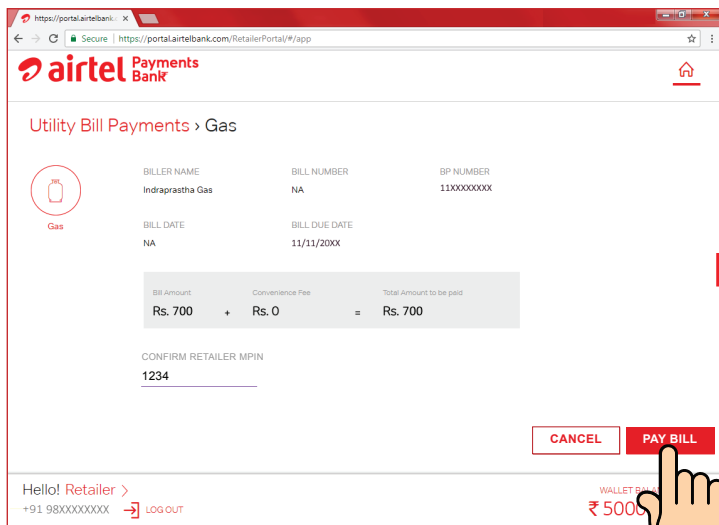 https://portal.airtelbank.c
Secure | https://portal.airtelbank.com/RetailerPortal/#/app
airtel Payments Bank
Utility Bill Payments › Gas
BILLER NAME BILL NUMBER BP NUMBER
Indraprastha Gas NA 11XXXXXXXX
Gas
BILL DATE BILL DUE DATE
NA 11/11/20XX
Bill Amount Convenience Fee Total Amount to be paid
Rs. 700 + Rs. 0 = Rs. 700
CONFIRM RETAILER MPIN
1234
CANCEL PAY BILL
Hello! Retailer >
WALLET
+91 98XXXXXXXX LOG OUT
₹ 5000